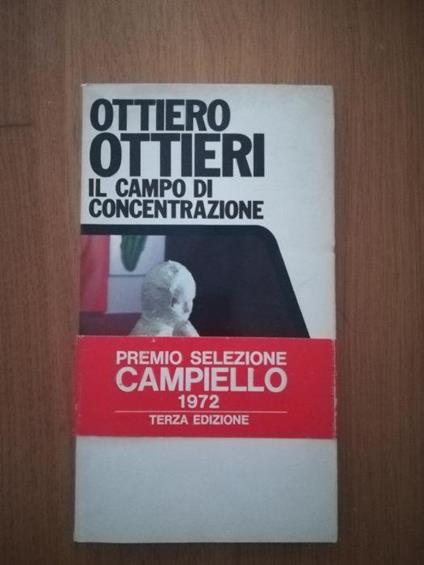 OTTIERO
OTTIERI
IL CAMPO DI
CONCENTRAZIONE
PREMIO SELEZIONE
CAMPIELLO
1972
TERZA EDIZIONE